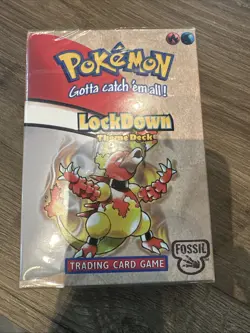 POKéMON
Gotta catch 'em all!
LockDown
Theme Deck
FOSSIL
TRADING CARD GAME